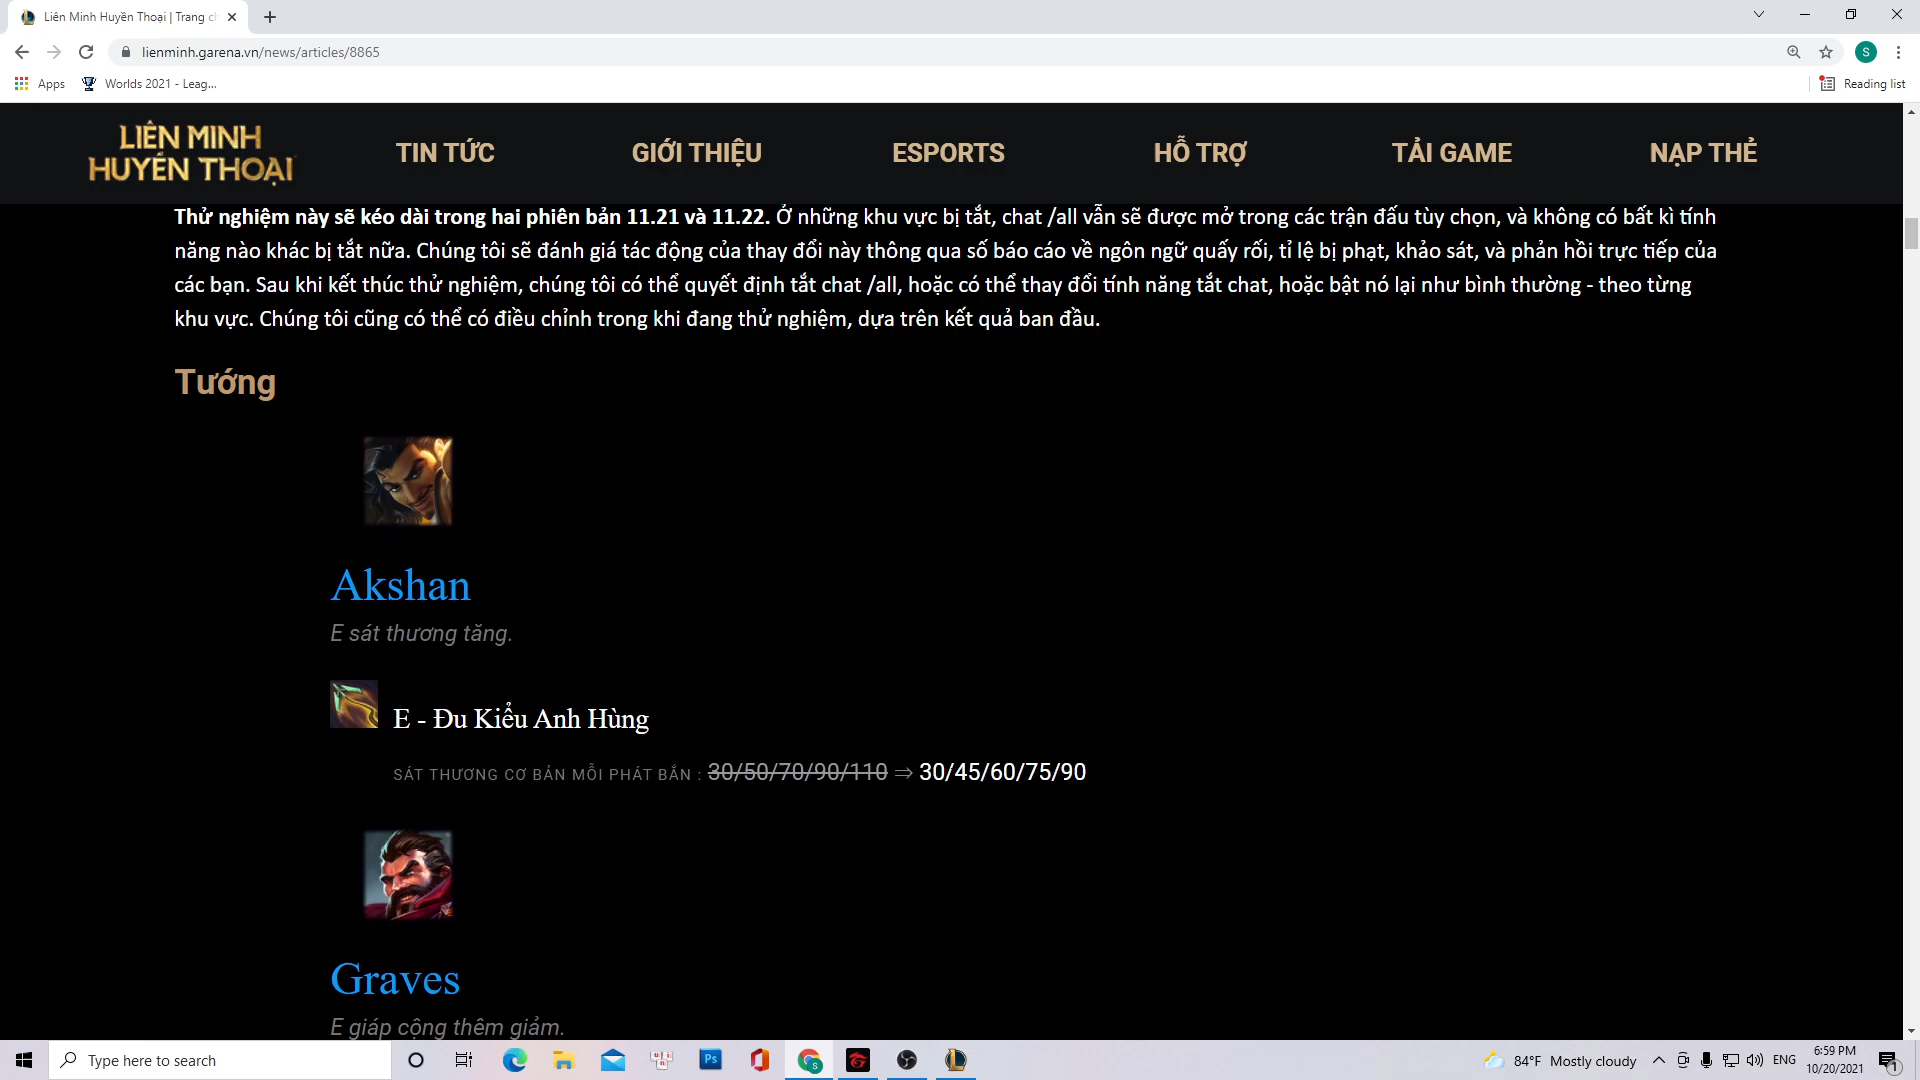 Liên Minh Huyền Thoại | Trang ch
lienminh.garena.vn/news/articles/8865
S
Apps
Worlds 2021 - Leag...
Reading list
LIÊN MINH
HUYỀN THOẠI
TIN TỨC
GIỚI THIỆU
ESPORTS
HỖ TRỢ
TẢI GAME
NẠP THẺ
Thử nghiệm này sẽ kéo dài trong hai phiên bản 11.21 và 11.22. Ở những khu vực bị tắt, chat /all vẫn sẽ được mở trong các trận đấu tùy chọn, và không có bất kì tính
năng nào khác bị tắt nữa. Chúng tôi sẽ đánh giá tác động của thay đổi này thông qua số báo cáo về ngôn ngữ quấy rối, tỉ lệ bị phạt, khảo sát, và phản hồi trực tiếp của
các bạn. Sau khi kết thúc thử nghiệm, chúng tôi có thể quyết định tắt chat /all, hoặc có thể thay đổi tính năng tắt chat, hoặc bật nó lại như bình thường - theo từng
khu vực. Chúng tôi cũng có thể có điều chỉnh trong khi đang thử nghiệm, dựa trên kết quả ban đầu.
Tướng
Akshan
E sát thương tăng.
E - Đu Kiểu Anh Hùng
SÁT THƯƠNG CƠ BẢN MỖI PHÁT BẮN : 30/50/70/90/110 ⇒ 30/45/60/75/90
Graves
E giáp cộng thêm giảm.
Type here to search
Ps
84°F Mostly cloudy
ENG
6:59 PM
10/20/2021
1